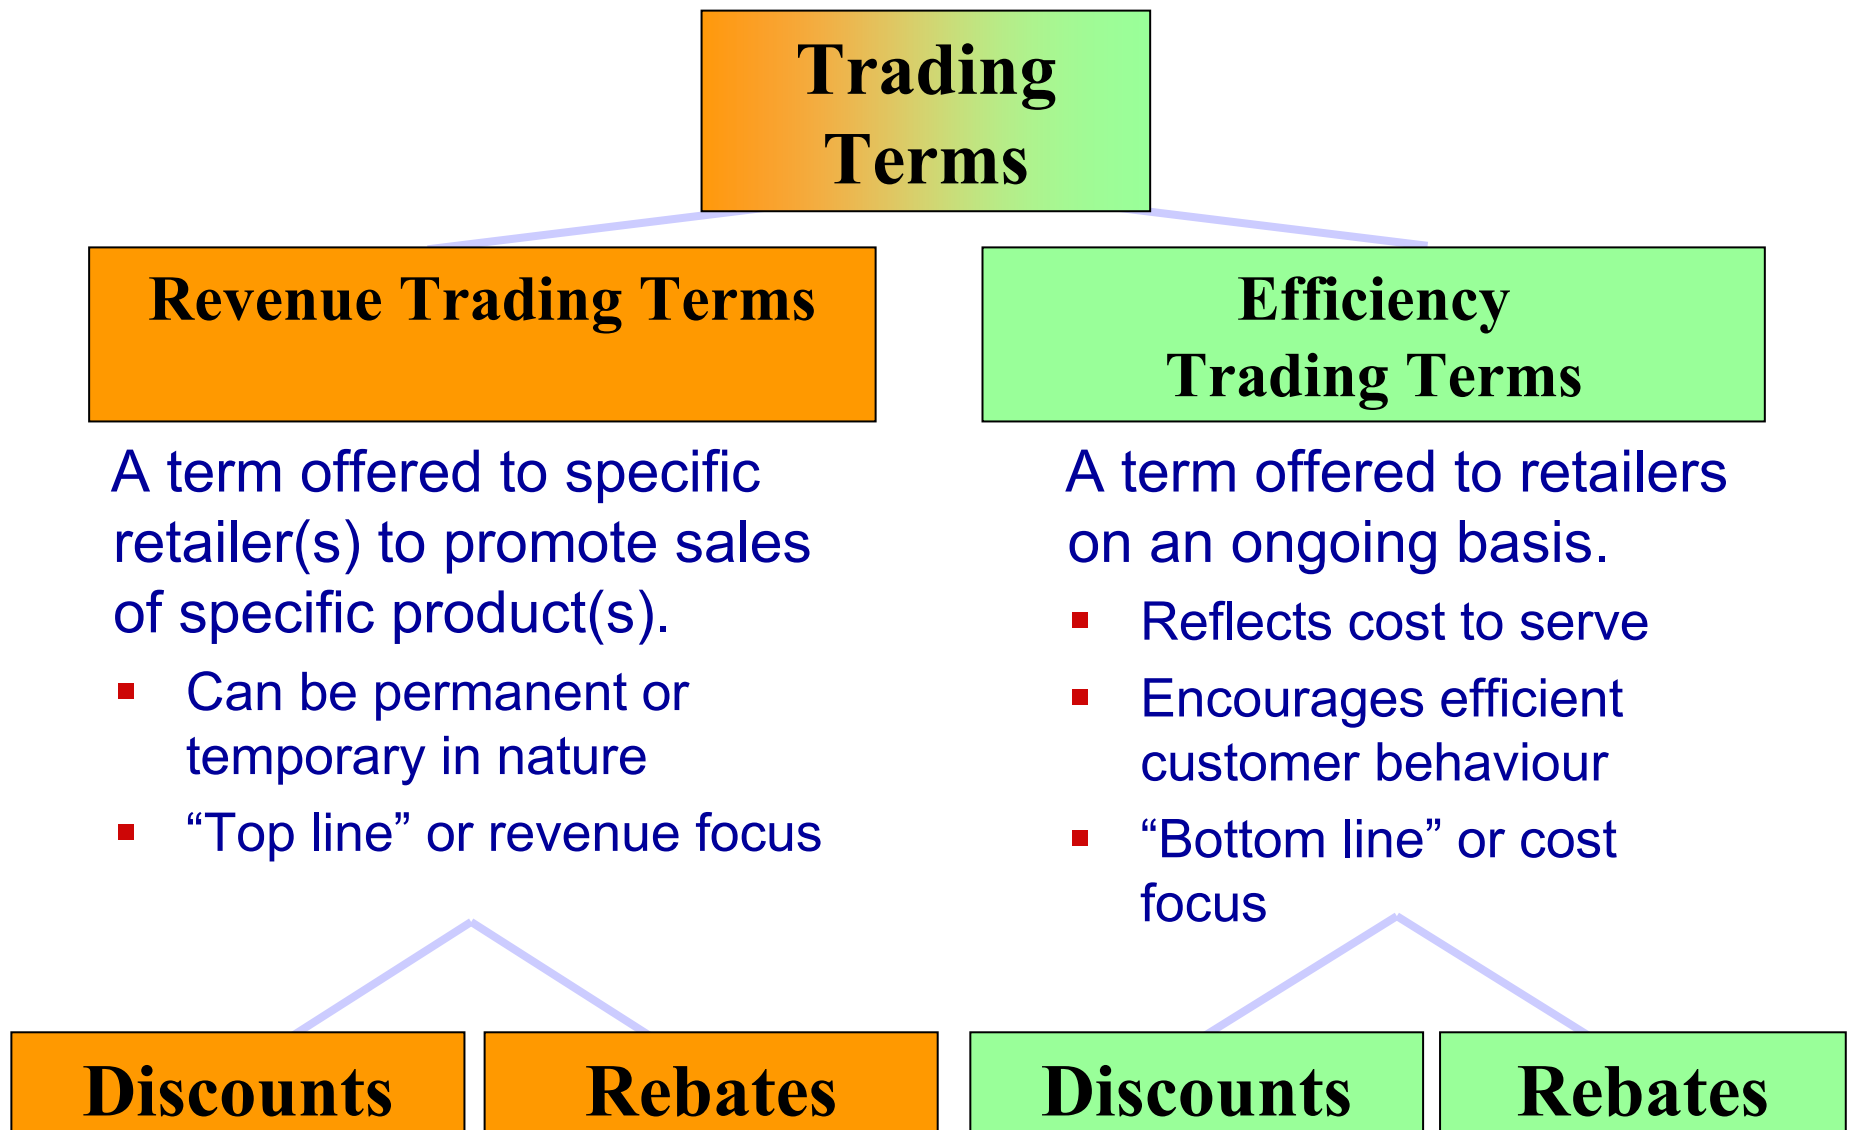 Trading
Terms
Revenue Trading Terms
Efficiency
Trading Terms
A term offered to specific
retailer(s) to promote sales
of specific product(s).
Can be permanent or
temporary in nature
“Top line” or revenue focus
A term offered to retailers
on an ongoing basis.
Reflects cost to serve
Encourages efficient
customer behaviour
“Bottom line” or cost
focus
Discounts
Rebates
Discounts
Rebates